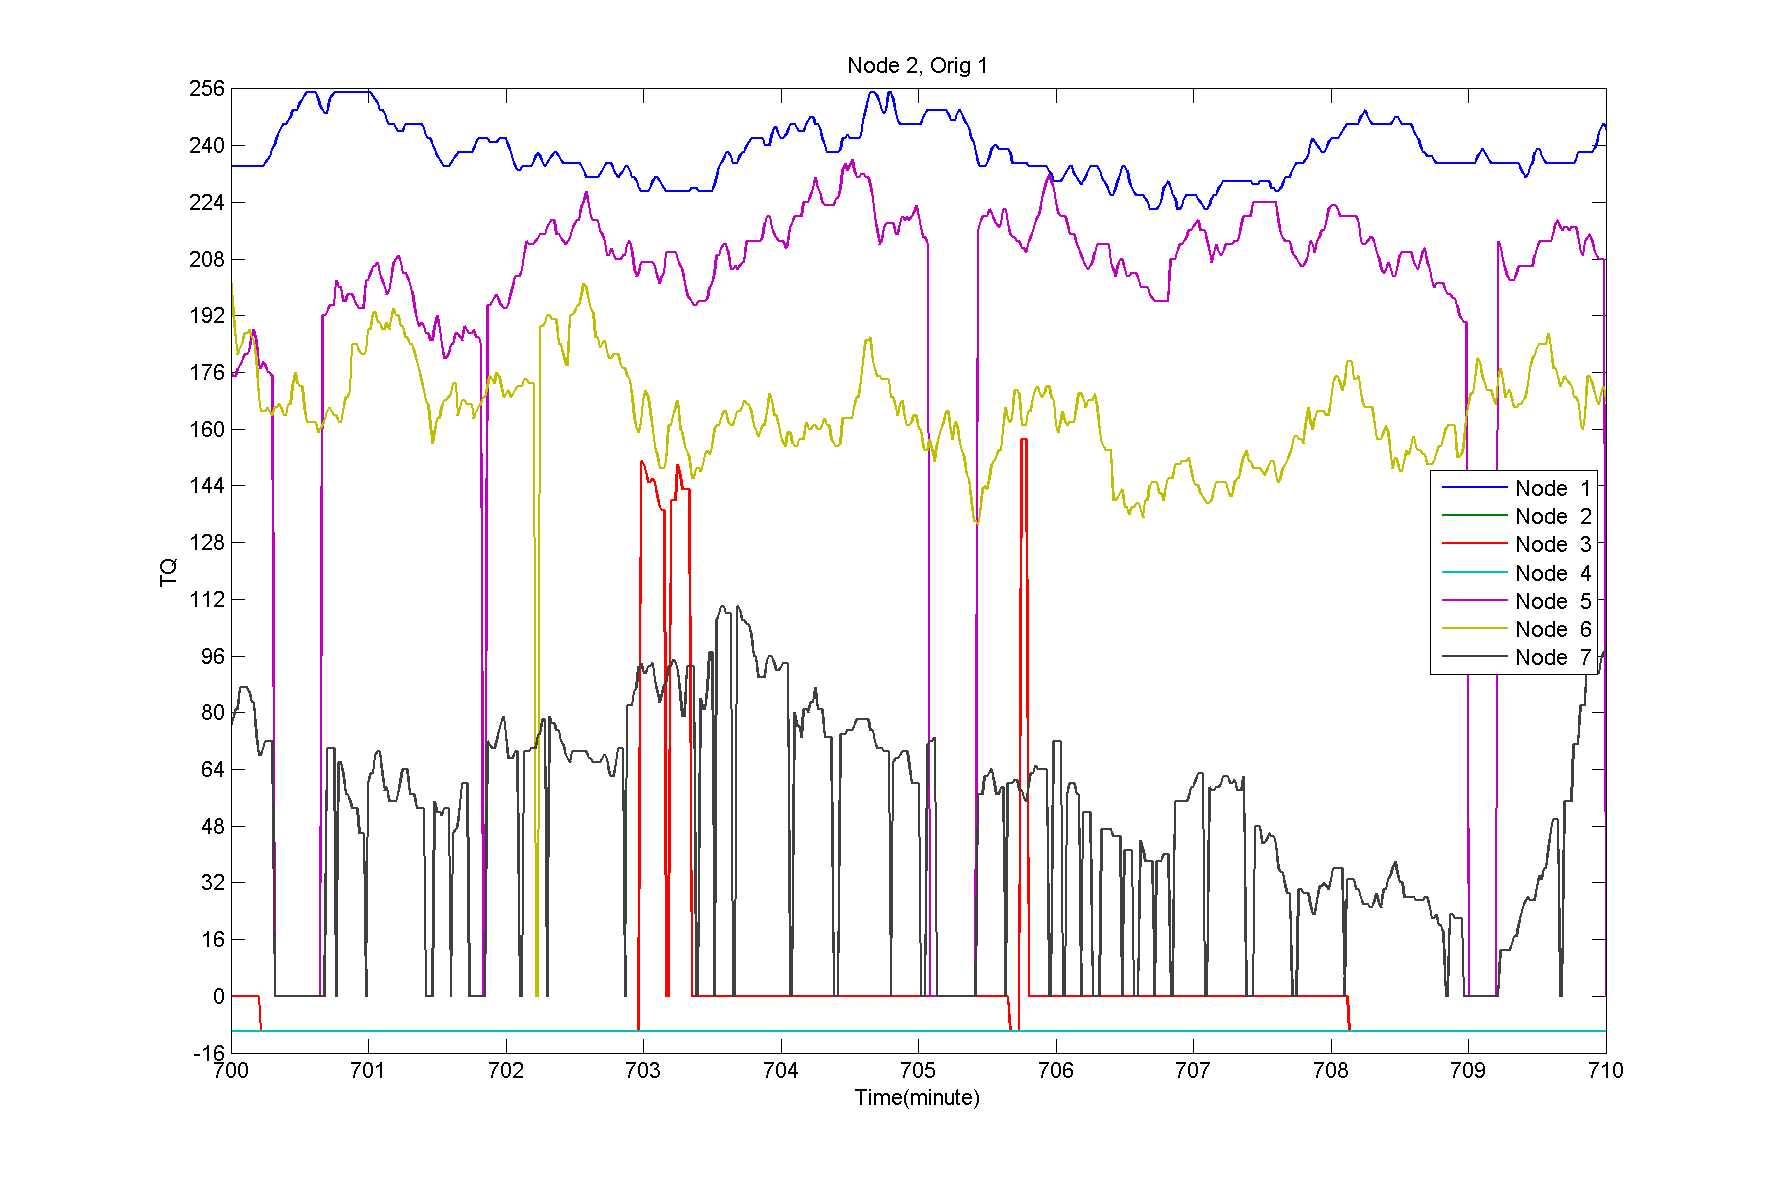 Node 2, Orig 1
256
240
224
208
192
176
160
144
128
112
96
80
64
48
32
16
0
-16
TQ
Node 1
Node 2
Node 3
Node 4
Node 5
Node 6
Node 7
700 701 702 703 704 705 706 707 708 709 710
Time(minute)